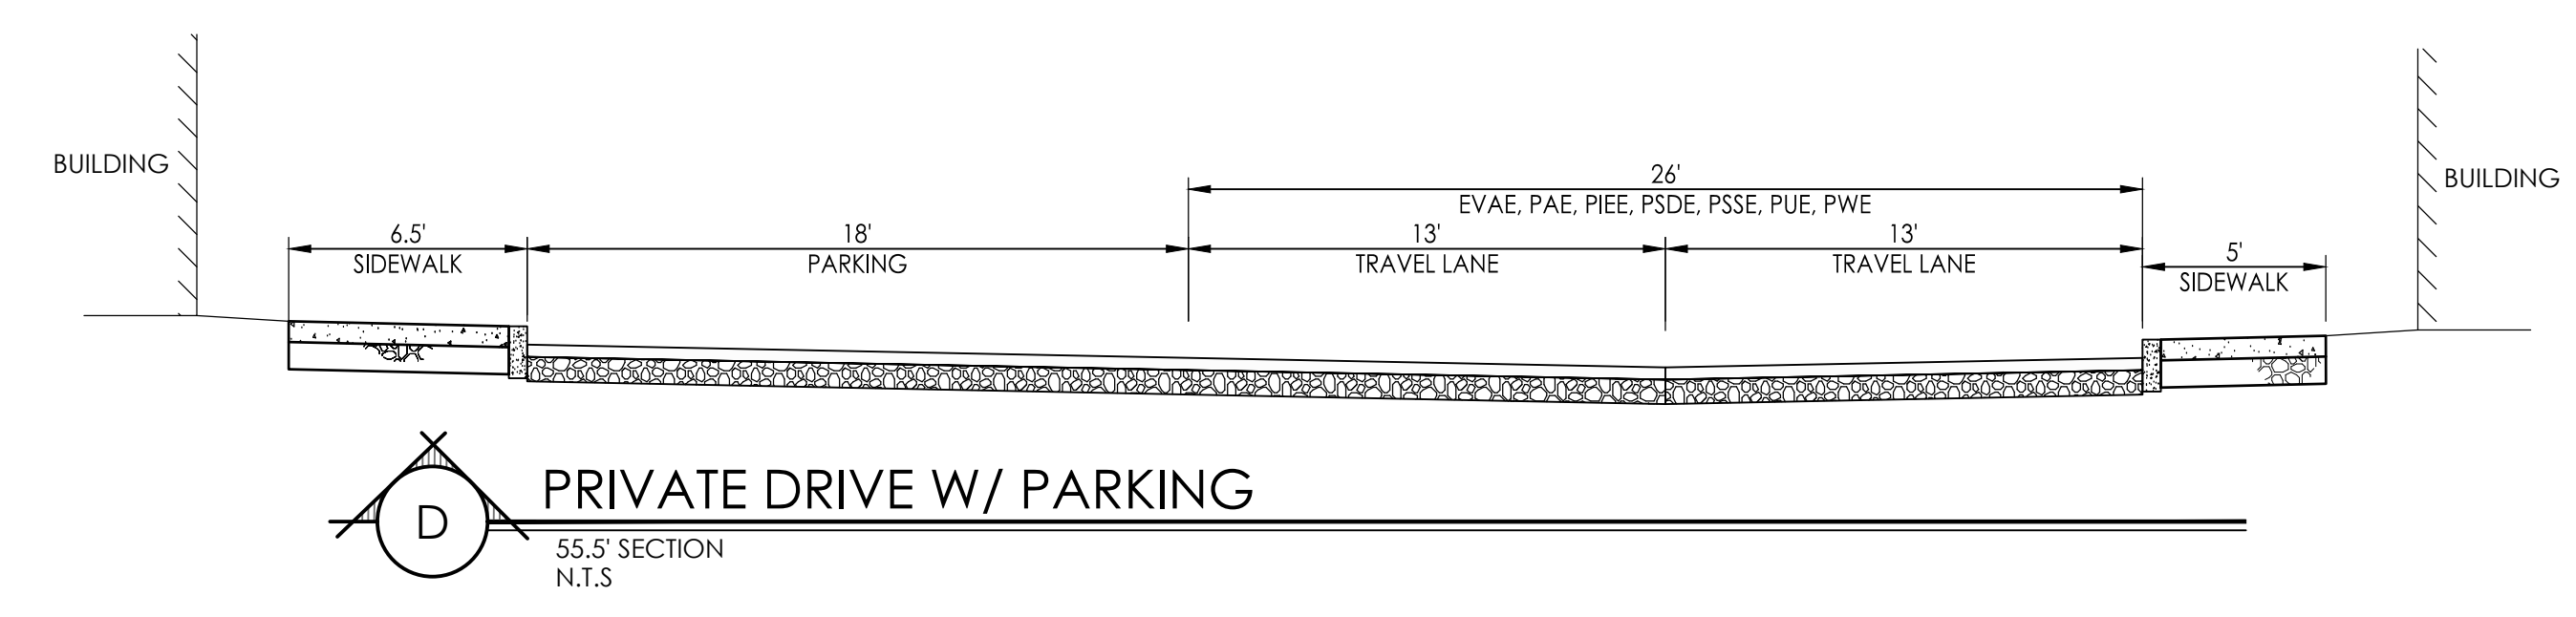 BUILDING
BUILDING
26'
EVAE, PAE, PIEE, PSDE, PSSE, PUE, PWE
6.5'
SIDEWALK
18'
PARKING
13'
TRAVEL LANE
13'
TRAVEL LANE
5'
SIDEWALK
D
PRIVATE DRIVE W/ PARKING
55.5' SECTION
N.T.S